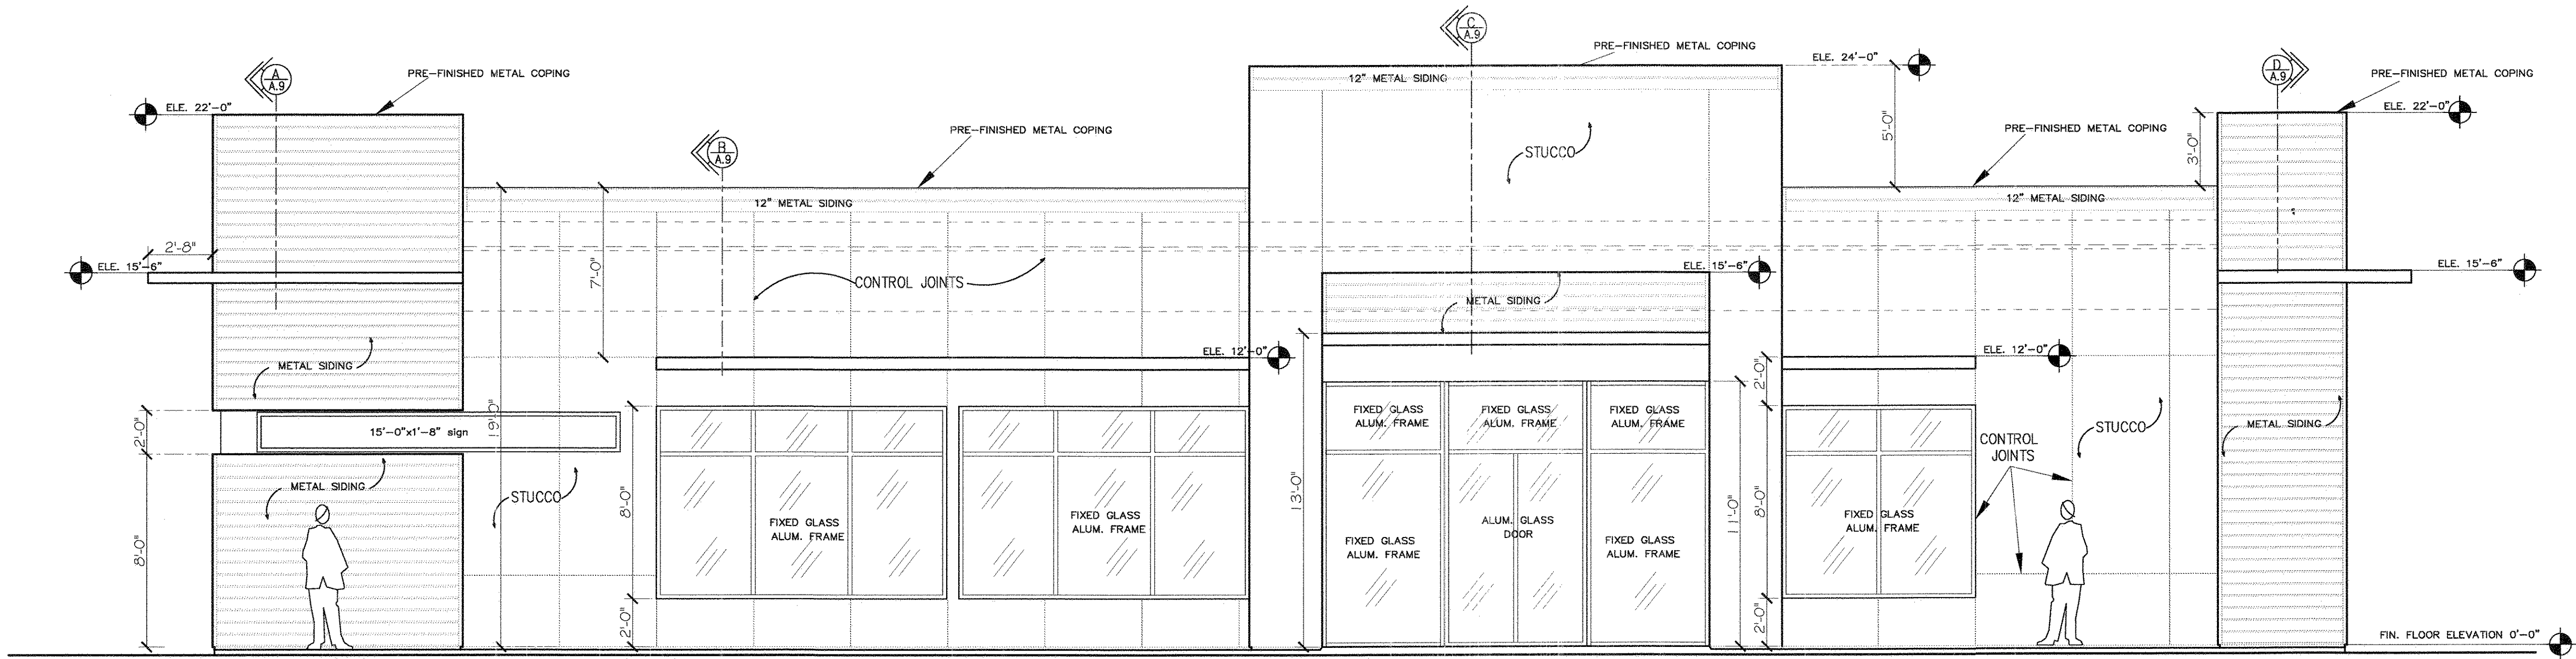 C
A.9
PRE-FINISHED METAL COPING
ELE. 24'-0"
D
A.9
PRE-FINISHED METAL COPING
A
A.9
PRE-FINISHED METAL COPING
12" METAL SIDING
ELE. 22'-0"
ELE. 22'-0"
PRE-FINISHED METAL COPING
5'-0"
PRE-FINISHED METAL COPING
3'-0"
B
A.9
STUCCO
12" METAL SIDING
12" METAL SIDING
2'-8"
ELE. 15'-6"
7'-0"
CONTROL JOINTS
ELE. 15'-6"
ELE. 15'-6"
METAL SIDING
METAL SIDING
ELE. 12'-0"
ELE. 12'-0"
2'-0"
2'-0"
15'-0"x1'-8" sign
19'-0"
FIXED GLASS
ALUM. FRAME
FIXED GLASS
ALUM. FRAME
FIXED GLASS
ALUM. FRAME
CONTROL
JOINTS
STUCCO
METAL SIDING
METAL SIDING
STUCCO
8'-0"
8'-0"
13'-0"
11'-0"
8'-0"
FIXED GLASS
ALUM. FRAME
FIXED GLASS
ALUM. FRAME
FIXED GLASS
ALUM. FRAME
ALUM. GLASS
DOOR
FIXED GLASS
ALUM. FRAME
FIXED GLASS
ALUM. FRAME
2'-0"
2'-0"
FIN. FLOOR ELEVATION 0'-0"